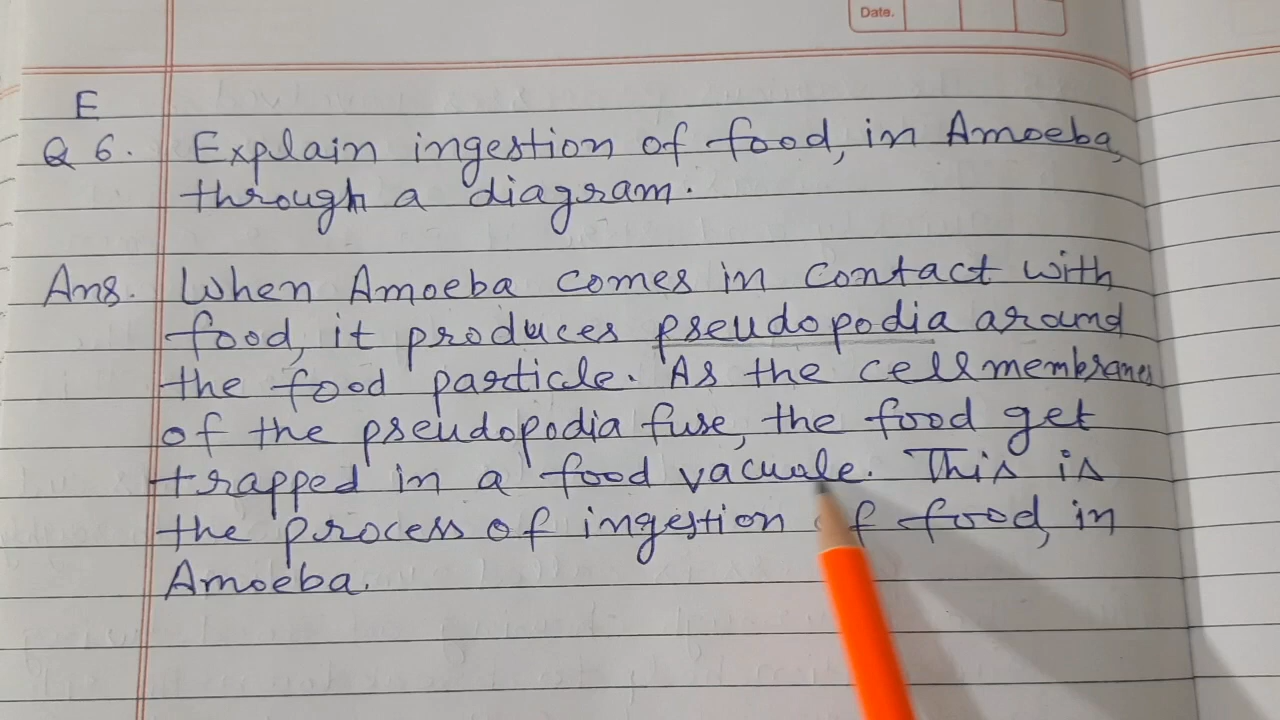 Date.
E
Q 6. Explain ingestion of food, in Amoeba,
through a diagram.
Ans. When Amoeba comes in contact with
food, it produces pseudopodia around
the food particle. As the cell membranes
of the pseudopodia fuse, the food get
trapped in a food vacuole. This is
the process of ingestion of food, in
Amoeba.